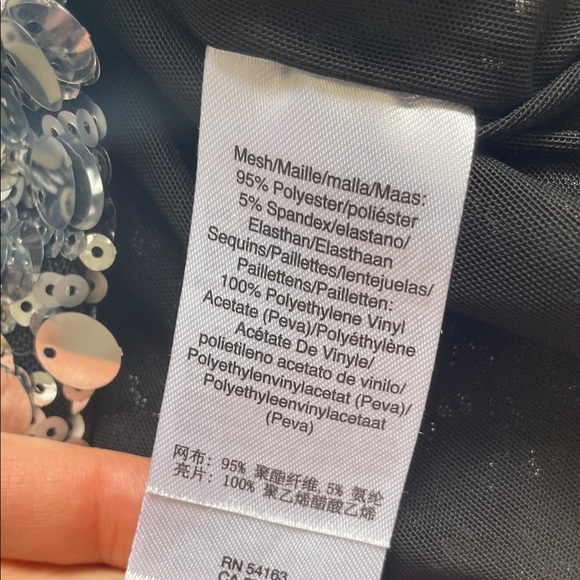 Mesh/Maille/malla/Maas:
95% Polyester/poliéster
5% Spandex/elastano/
Elasthan/Elasthaan
Sequins/Paillettes/lentejuelas/
Paillettens/Pailletten:
100% Polyethylene Vinyl
Acetate (Peva)/Polyéthylène
Acétate De Vinyle/
polietileno acetato de vinilo/
Polyethylenvinylacetat (Peva)/
Polyetheleenvinylacetaat
(Peva)
网布: 95% 聚酯纤维,5% 氨纶
亮片: 100% 聚乙烯醋酸乙烯
RN 54163